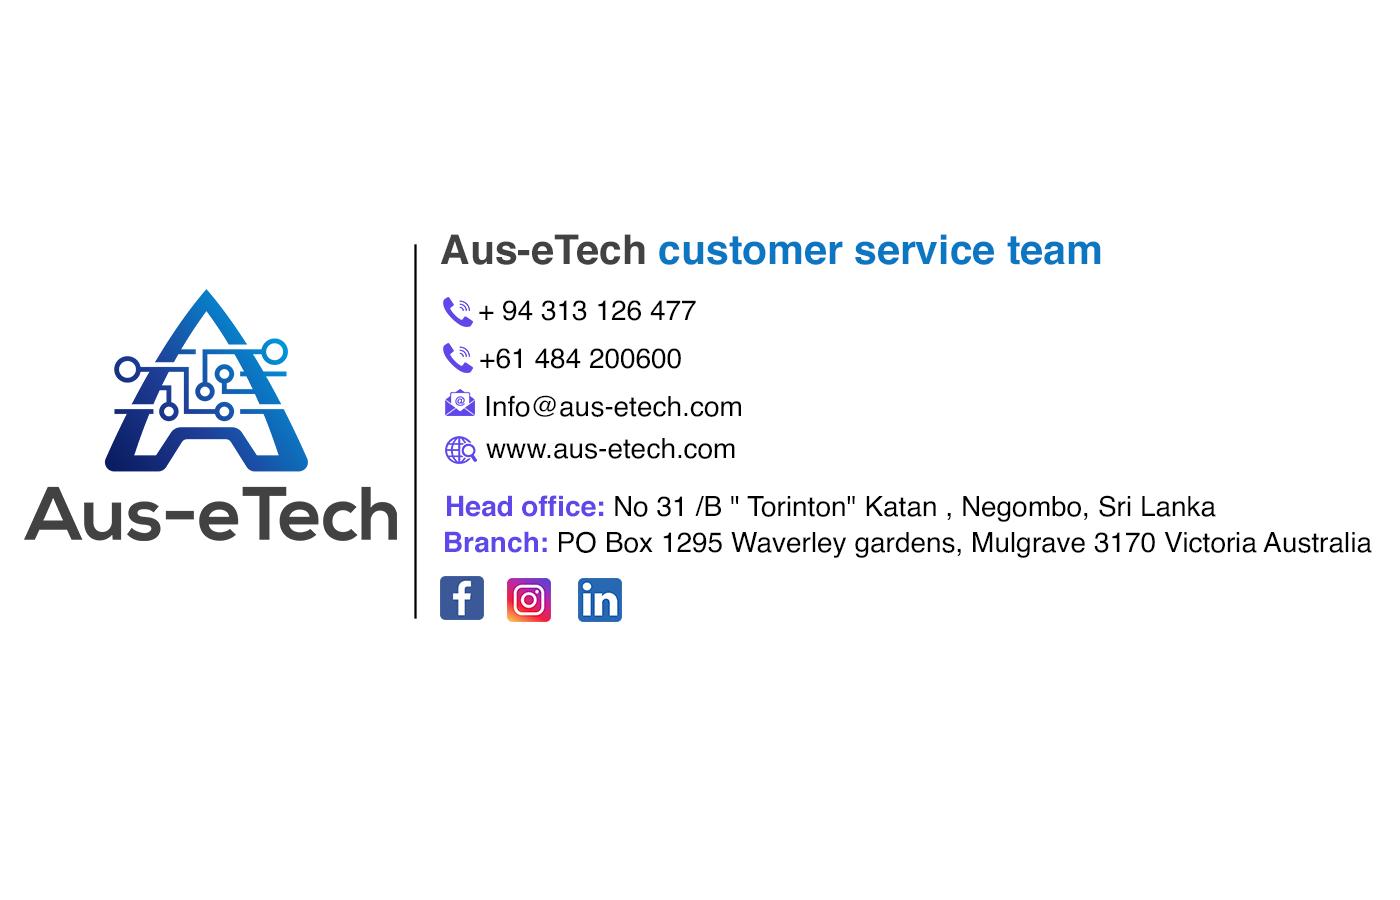 Aus-eTech
Aus-eTech customer service team
+ 94 313 126 477
+61 484 200600
Info@aus-etech.com
www.aus-etech.com
Head office: No 31 /B " Torinton" Katan , Negombo, Sri Lanka
Branch: PO Box 1295 Waverley gardens, Mulgrave 3170 Victoria Australia